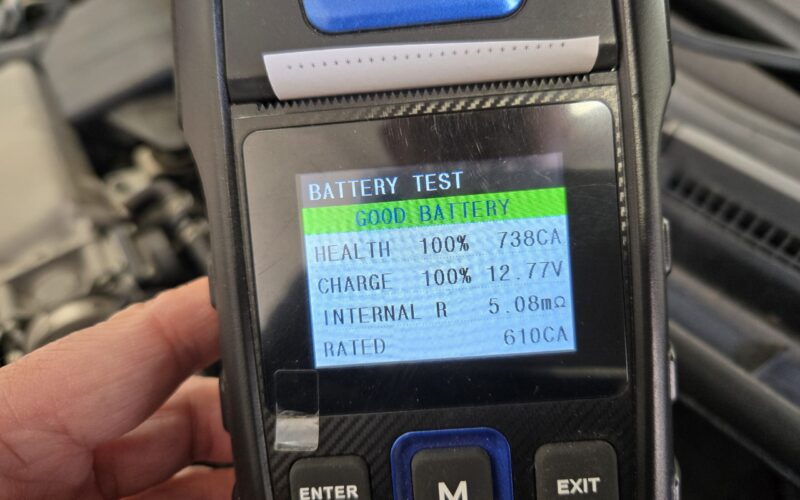 BATTERY TEST
GOOD BATTERY
HEALTH 100% 738CA
CHARGE 100% 12.77V
INTERNAL R 5.08mΩ
RATED 610CA
ENTER M EXIT